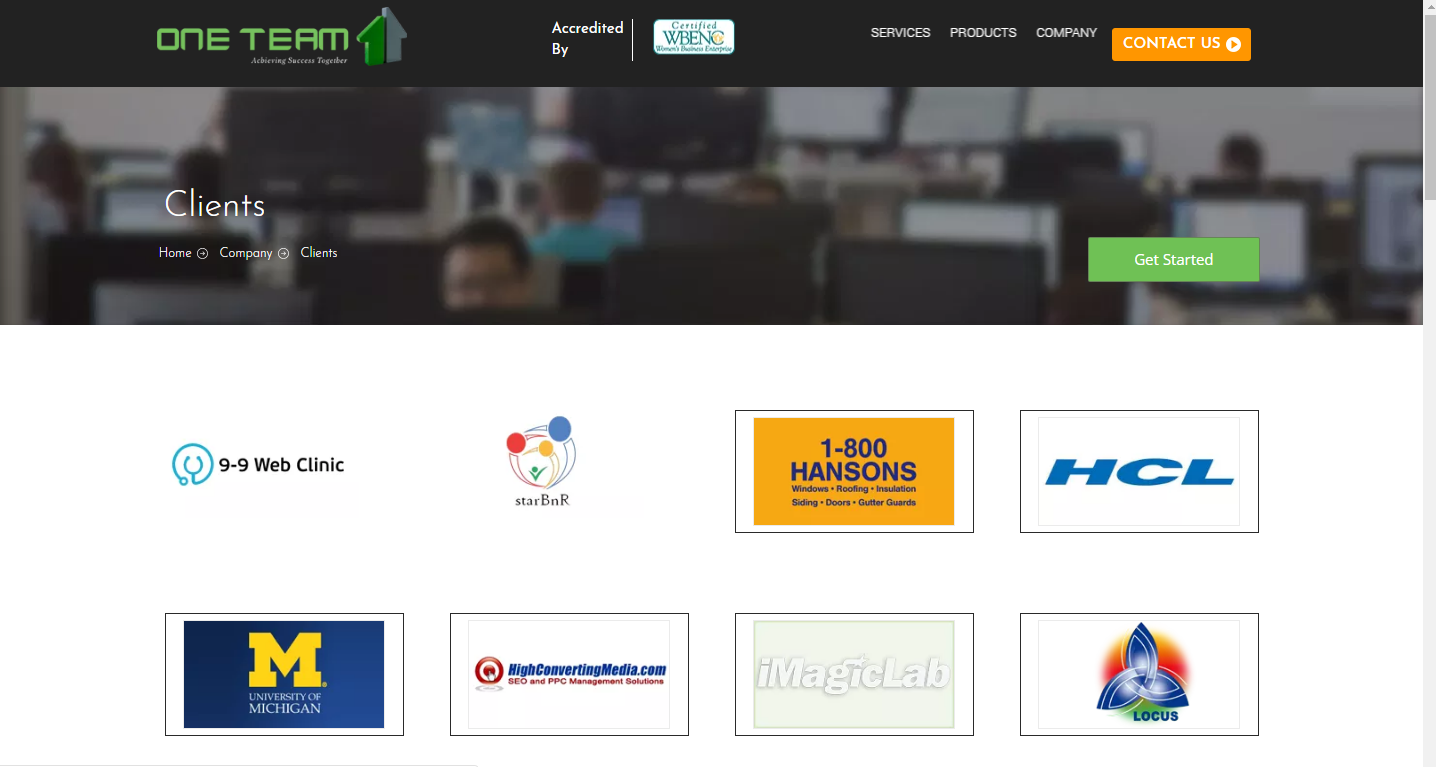 ONE TEAM
Achieving Success Together
Accredited
By
Certified
WBENC
Women's Business Enterprise
SERVICES
PRODUCTS
COMPANY
CONTACT US
Clients
Home
Company
Clients
Get Started
9-9 Web Clinic
starBnR
1-800
HANSONS
Windows • Roofing • Insulation
Siding • Doors • Gutter Guards
HCL
M
UNIVERSITY OF
MICHIGAN
HighConvertingMedia.com
SEO and PPC Management Solutions
iMagicLab
LOCUS